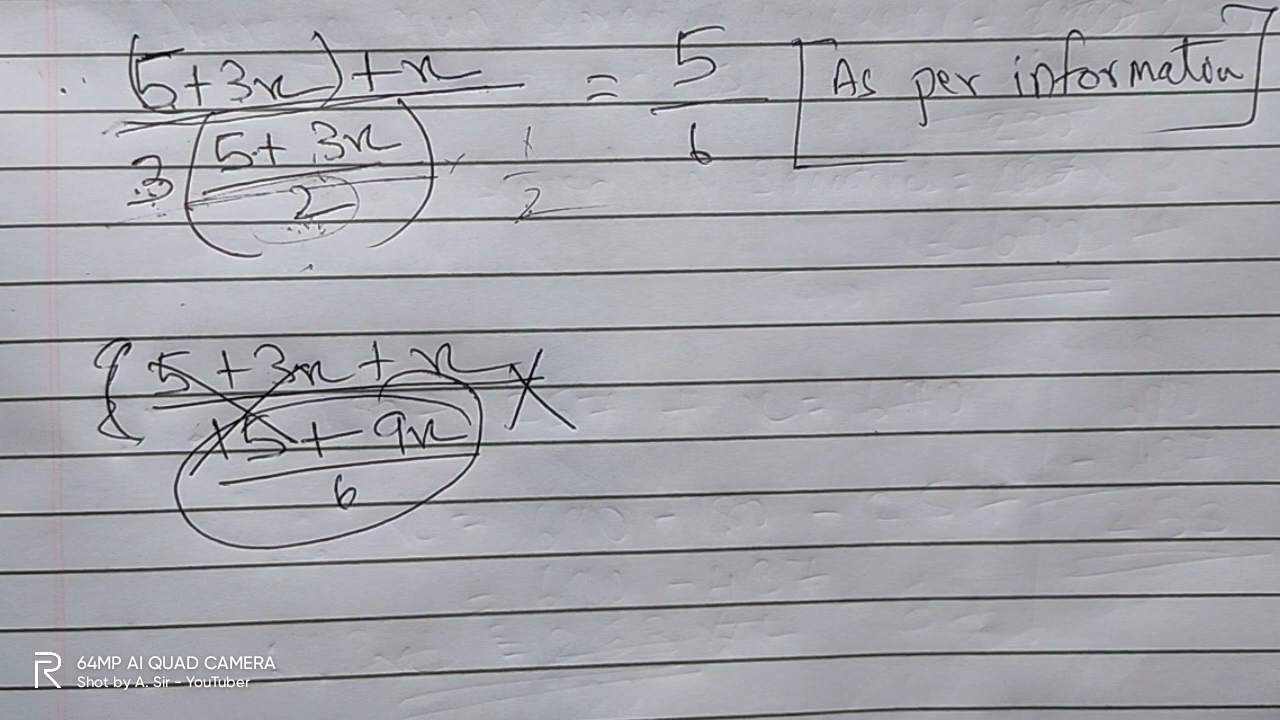 (5+3x)+x = 5 [As per informaton]
3(5+3x) × 1 6
2 2
{5+3x+x
15+9x
6
64MP AI QUAD CAMERA
Shot by A. Sir - YouTuber